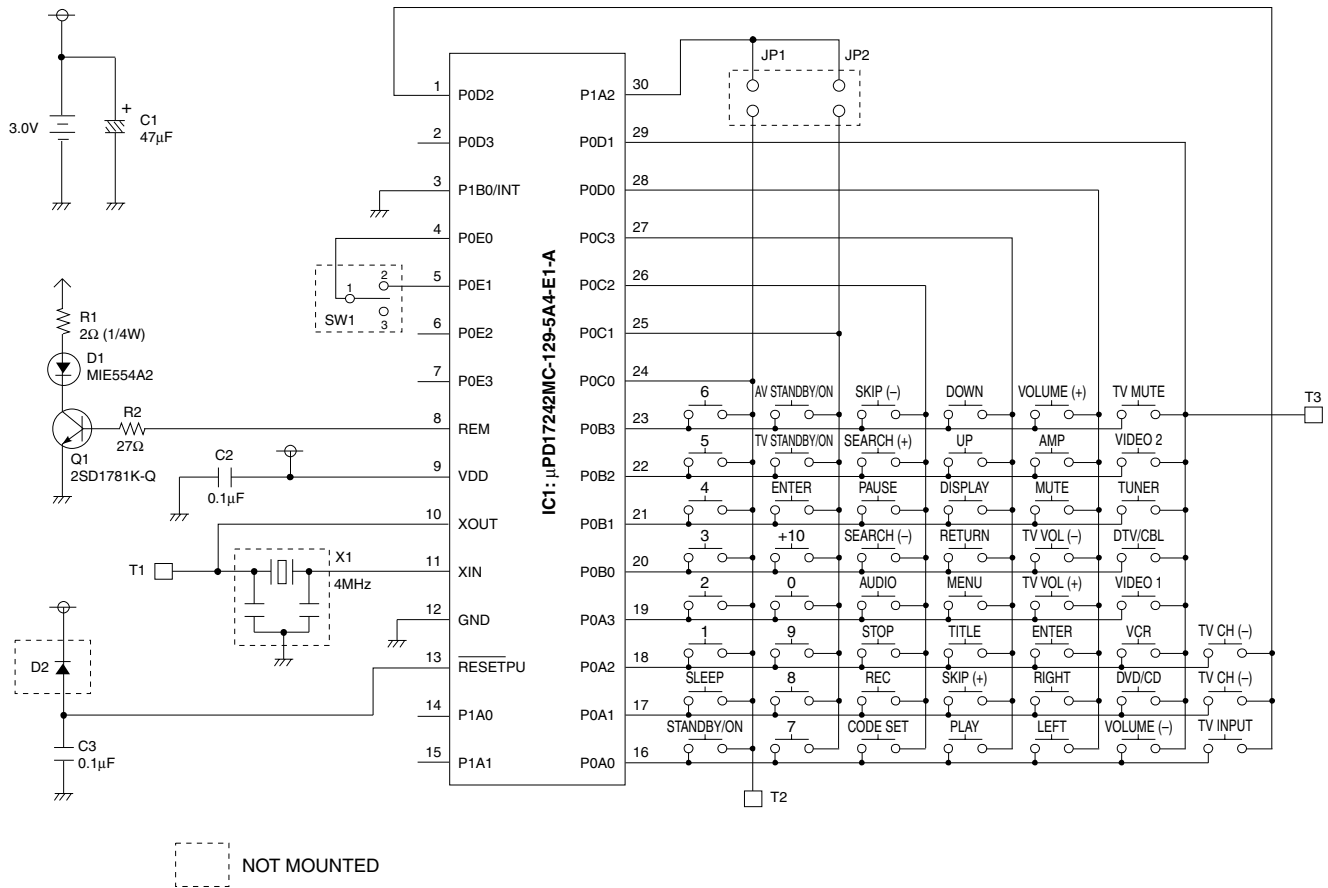 JP1 JP2
3.0V
+
C1
47μF
IC1: μPD17242MC-129-5A4-E1-A
1 P0D2
2 P0D3
3 P1B0/INT
4 P0E0
5 P0E1
6 P0E2
7 P0E3
8 REM
9 VDD
10 XOUT
11 XIN
12 GND
13 RESETPU
14 P1A0
15 P1A1
P1A2 30
P0D1 29
P0D0 28
P0C3 27
P0C2 26
P0C1 25
P0C0 24
P0B3 23
P0B2 22
P0B1 21
P0B0 20
P0A3 19
P0A2 18
P0A1 17
P0A0 16
1 2 3
SW1
R1
2Ω (1/4W)
D1
MIE554A2
R2
27Ω
Q1
2SD1781K-Q
C2
0.1μF
T1
X1
4MHz
D2
C3
0.1μF
6 AV STANDBY/ON SKIP (–) DOWN VOLUME (+) TV MUTE
T3
5 TV STANDBY/ON SEARCH (+) UP AMP VIDEO 2
4 ENTER PAUSE DISPLAY MUTE TUNER
3 +10 SEARCH (–) RETURN TV VOL (–) DTV/CBL
2 0 AUDIO MENU TV VOL (+) VIDEO 1
1 9 STOP TITLE ENTER VCR TV CH (–)
SLEEP 8 REC SKIP (+) RIGHT DVD/CD TV CH (–)
STANDBY/ON 7 CODE SET PLAY LEFT VOLUME (–) TV INPUT
T2
NOT MOUNTED